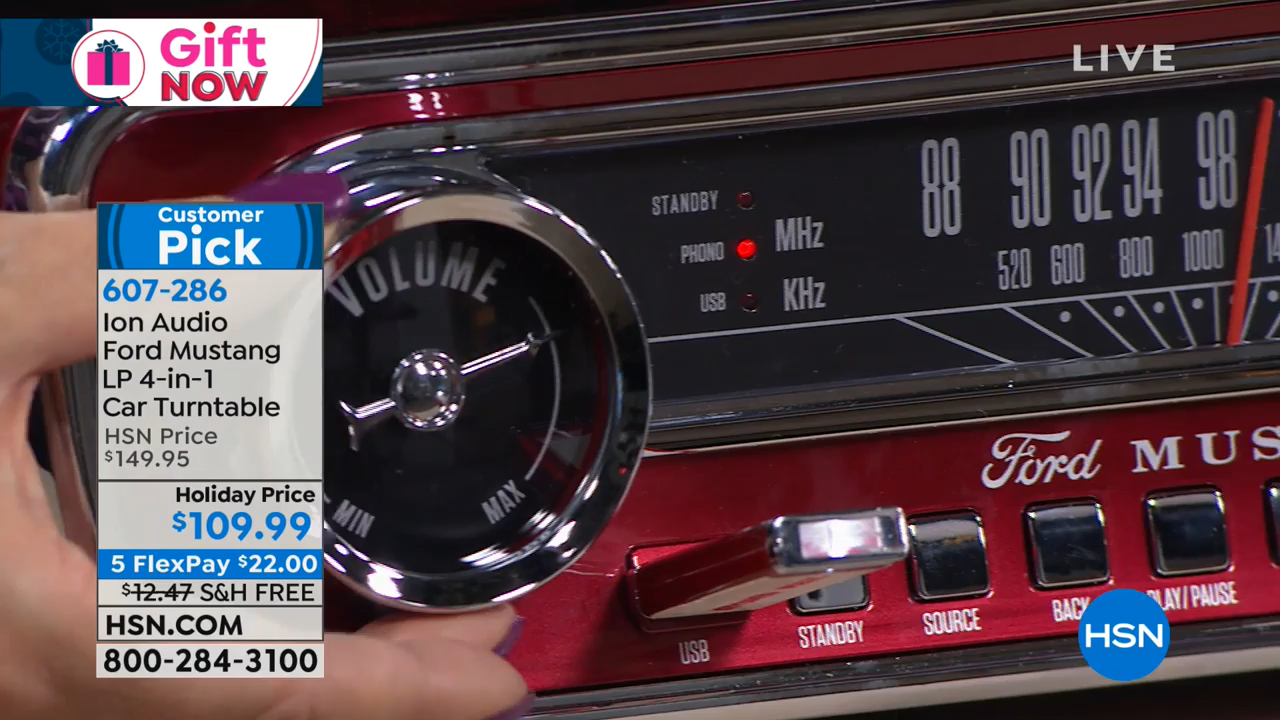 Gift
NOW
LIVE
Customer
Pick
607-286
Ion Audio
Ford Mustang
LP 4-in-1
Car Turntable
HSN Price
$149.95
Holiday Price
$109.99
5 FlexPay $22.00
$12.47 S&H FREE
HSN.COM
800-284-3100
VOLUME
MIN
MAX
STANDBY
PHONO
USB
MHz
KHz
88 90 92 94 98
520 600 800 1000 14
Ford MUS
USB
STANDBY
SOURCE
BACK
PLAY/PAUSE
HSN